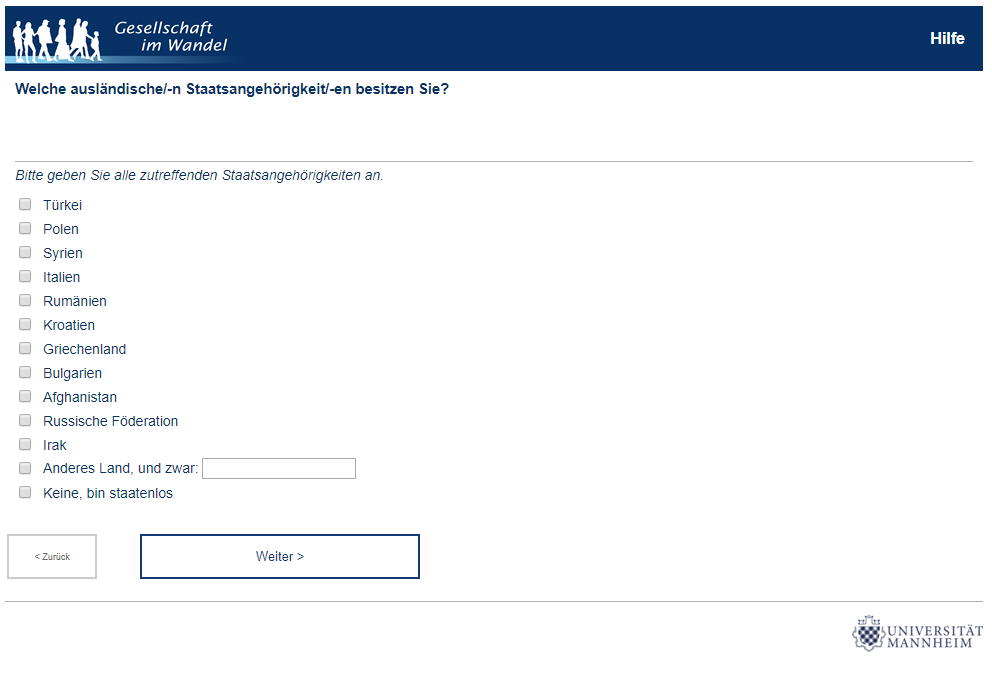 Gesellschaft
im Wandel
Hilfe
Welche ausländische/-n Staatsangehörigkeit/-en besitzen Sie?
Bitte geben Sie alle zutreffenden Staatsangehörigkeiten an.
Türkei
Polen
Syrien
Italien
Rumänien
Kroatien
Griechenland
Bulgarien
Afghanistan
Russische Föderation
Irak
Anderes Land, und zwar:
Keine, bin staatenlos
< Zurück
Weiter >
UNIVERSITÄT
MANNHEIM